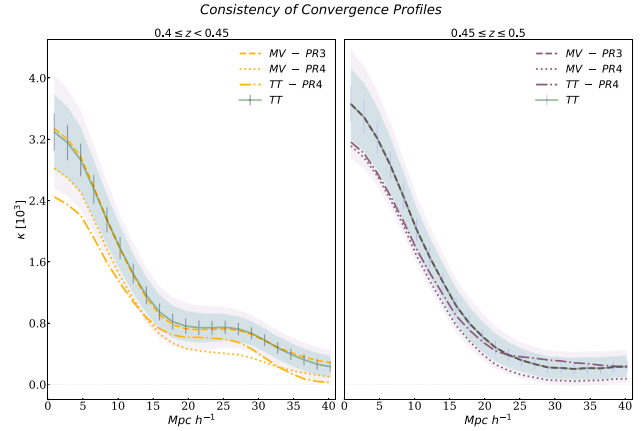 Consistency of Convergence Profiles
0.4 ≤ z < 0.45
0.45 ≤ z ≤ 0.5
MV − PR3
MV − PR4
TT − PR4
TT
MV − PR3
MV − PR4
TT − PR4
TT
κ [10³]
4.0
3.2
2.4
1.6
0.8
0.0
0 5 10 15 20 25 30 35 40
0 5 10 15 20 25 30 35 40
Mpc h⁻¹
Mpc h⁻¹